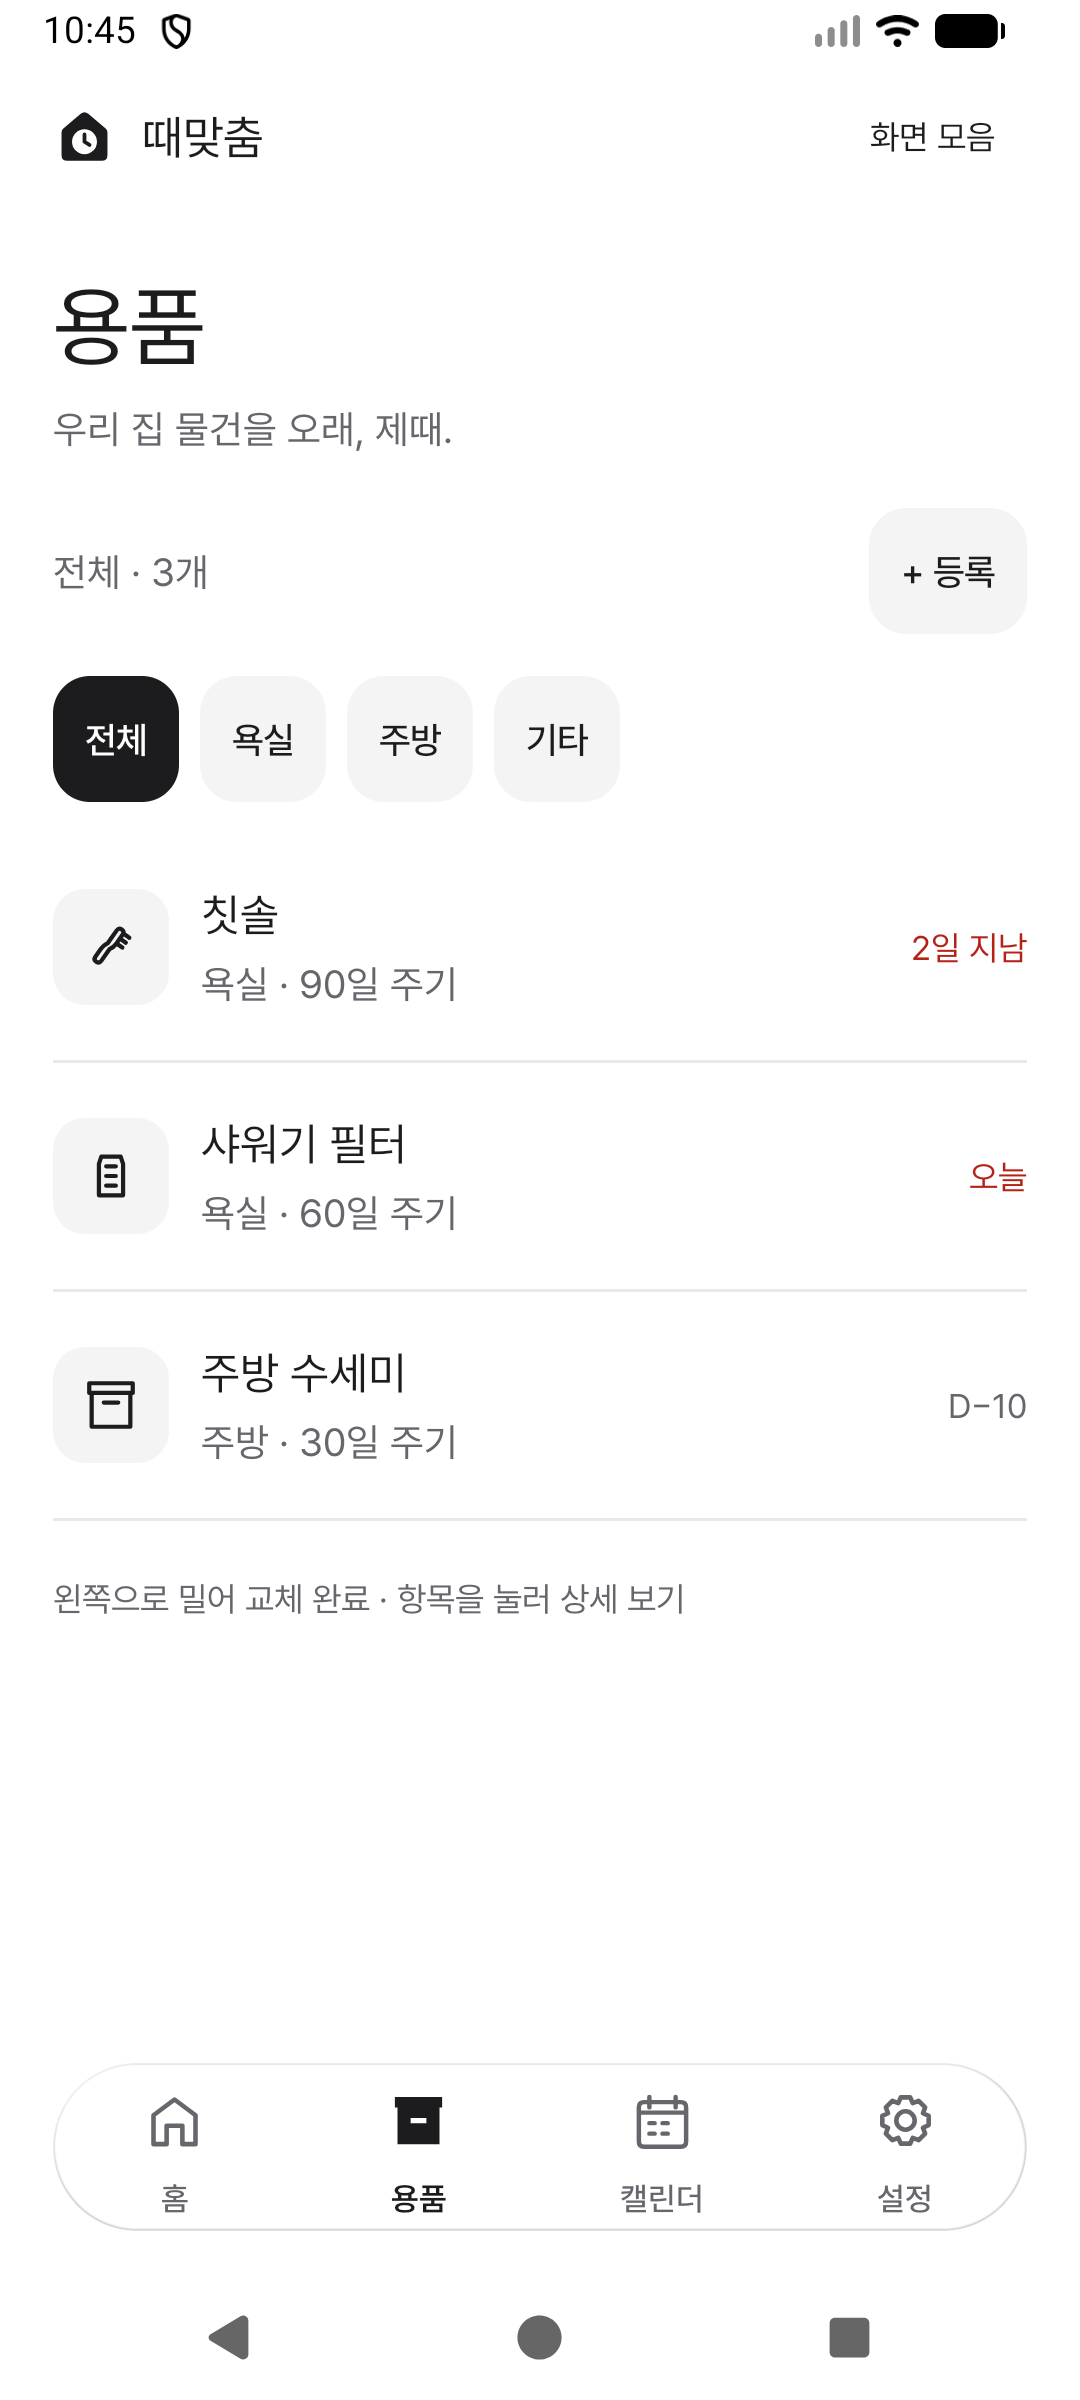 10:45
때맞춤
화면 모음
용품
우리 집 물건을 오래, 제때.
전체 · 3개
+ 등록
전체
욕실
주방
기타
칫솔
욕실 · 90일 주기
2일 지남
샤워기 필터
욕실 · 60일 주기
오늘
주방 수세미
주방 · 30일 주기
D−10
왼쪽으로 밀어 교체 완료 · 항목을 눌러 상세 보기
홈
용품
캘린더
설정